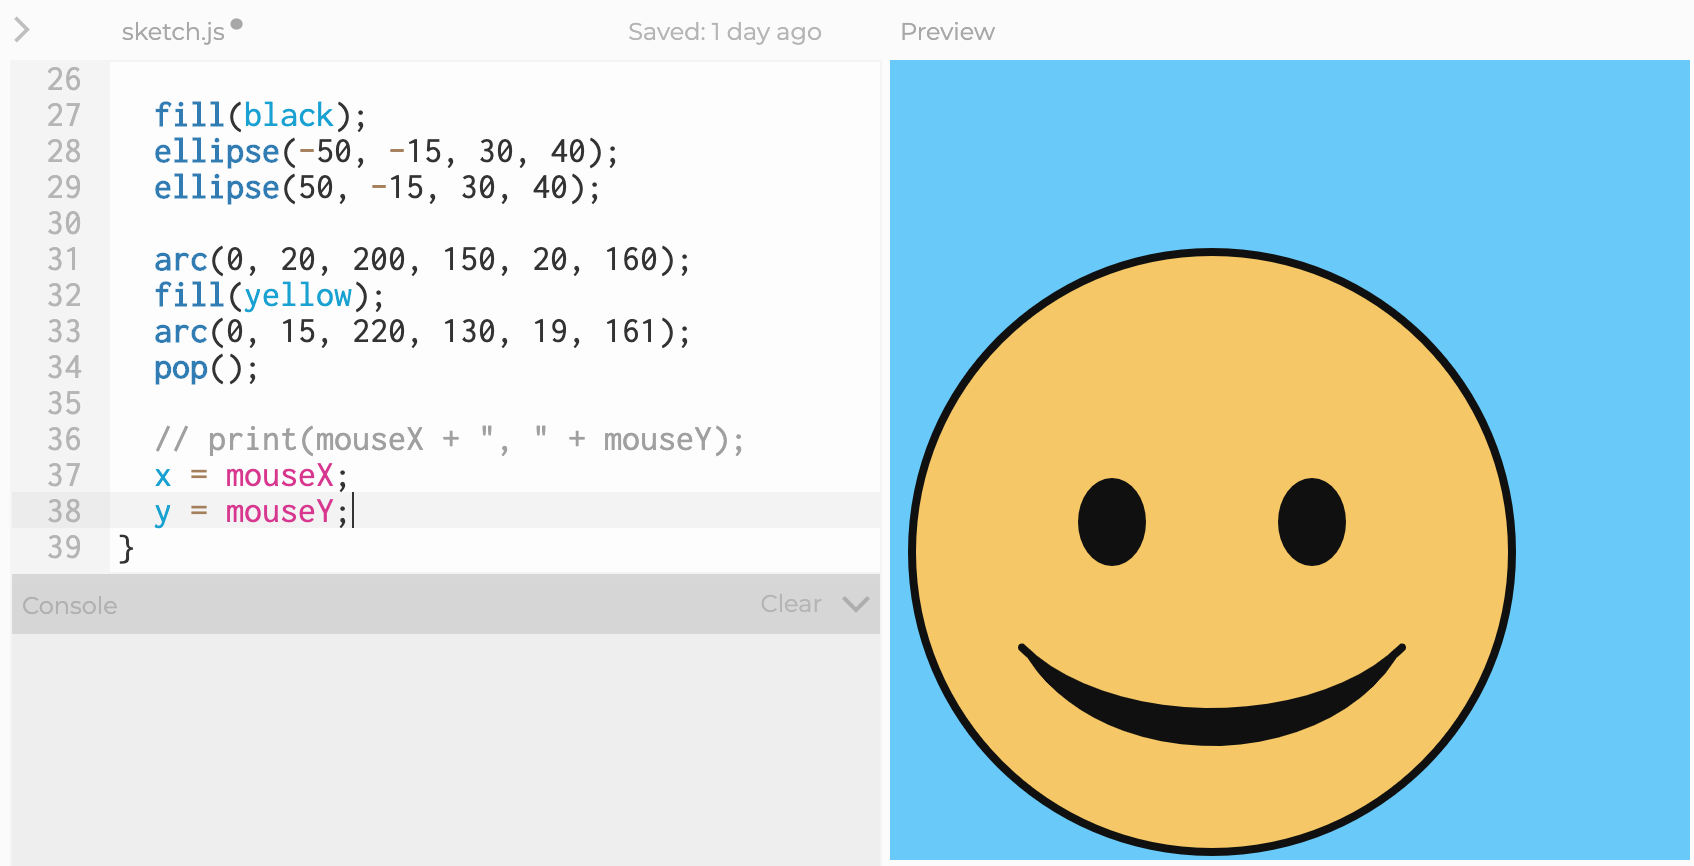 sketch.js
Saved: 1 day ago
Preview
26
27 fill(black);
28 ellipse(-50, -15, 30, 40);
29 ellipse(50, -15, 30, 40);
30
31 arc(0, 20, 200, 150, 20, 160);
32 fill(yellow);
33 arc(0, 15, 220, 130, 19, 161);
34 pop();
35
36 // print(mouseX + ", " + mouseY);
37 x = mouseX;
38 y = mouseY;
39 }
Console
Clear